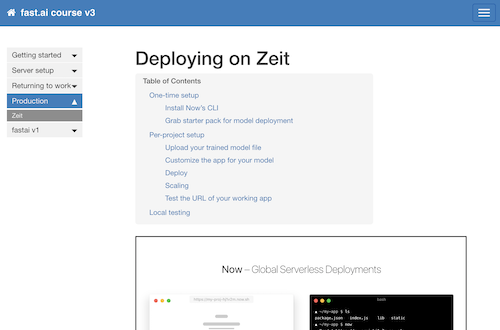 fast.ai course v3
Getting started
Server setup
Returning to work
Production
Zeit
fastai v1
Deploying on Zeit
Table of Contents
One-time setup
Install Now's CLI
Grab starter pack for model deployment
Per-project setup
Upload your trained model file
Customize the app for your model
Deploy
Scaling
Test the URL of your working app
Local testing
Now – Global Serverless Deployments
bash
▲ ~/my-app $ ls
package.json index.js lib static
▲ ~/my-app $ now